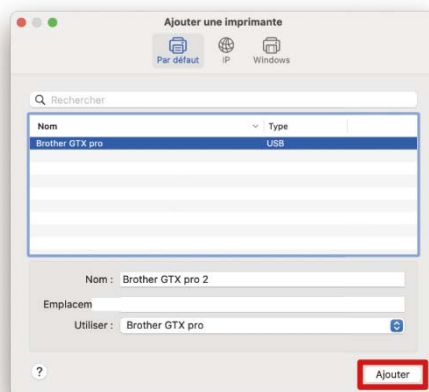 Ajouter une imprimante
Par défaut IP Windows
Rechercher
Nom Type
Brother GTX pro USB
Nom : Brother GTX pro 2
Emplacem
Utiliser : Brother GTX pro
? Ajouter